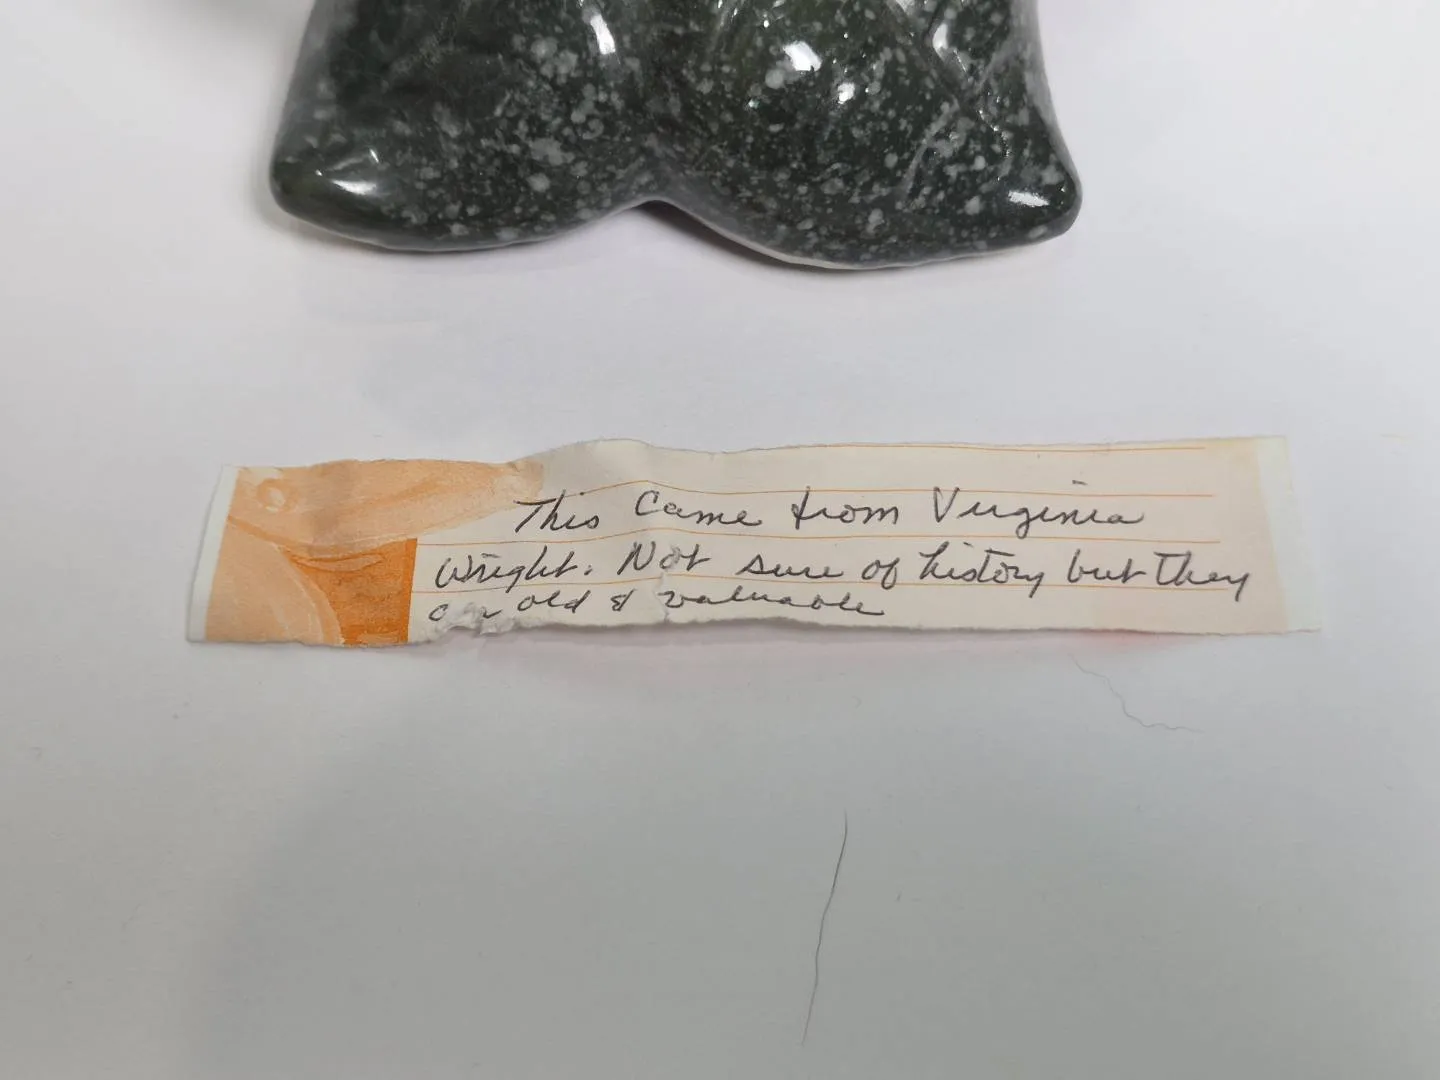 This Came from Virginia
Wright. Not sure of history but they
are old & valuable